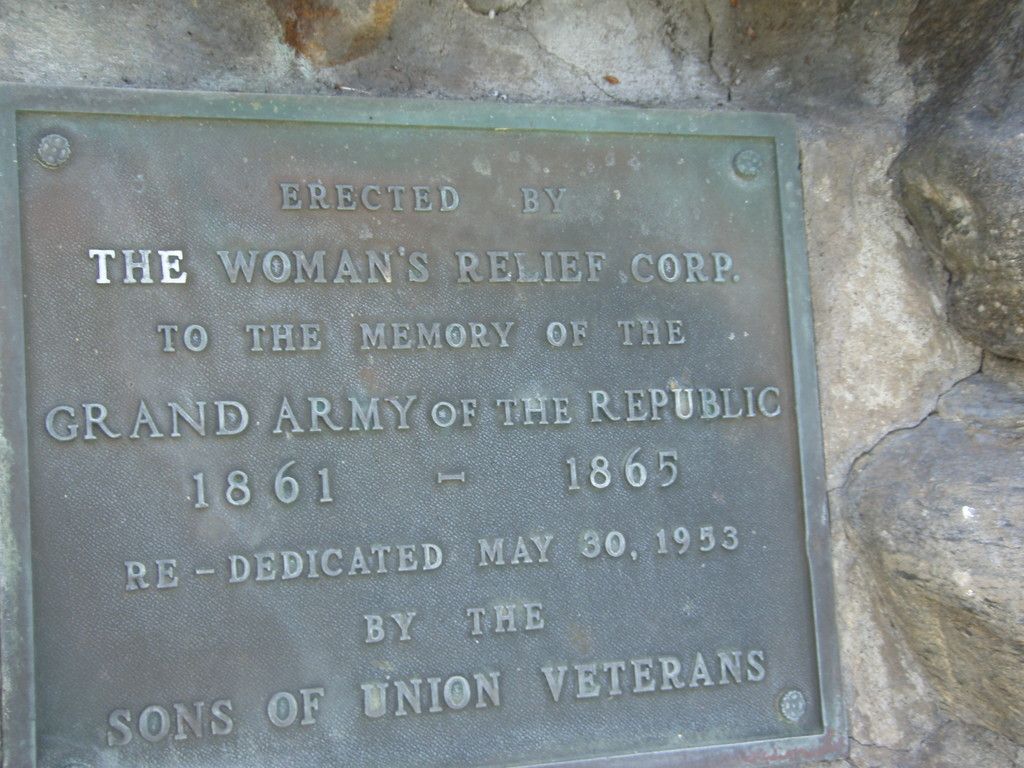 ERECTED BY
THE WOMAN'S RELIEF CORP.
TO THE MEMORY OF THE
GRAND ARMY OF THE REPUBLIC
1861 - 1865
RE-DEDICATED MAY 30, 1953
BY THE
SONS OF UNION VETERANS